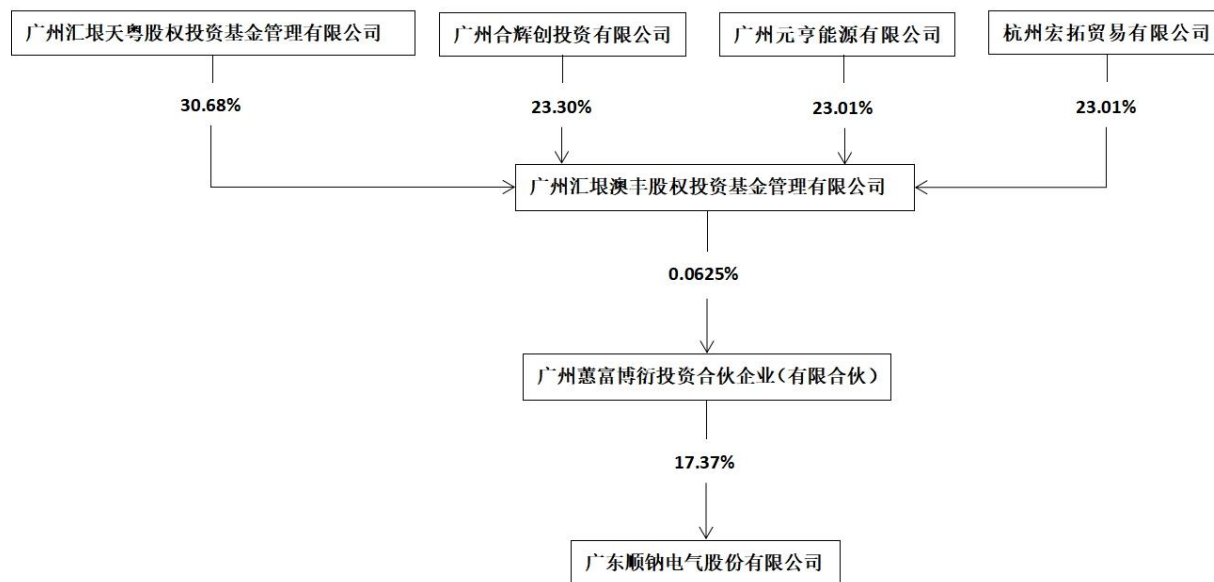 广州汇垠天粤股权投资基金管理有限公司
广州合辉创投资有限公司
广州元亨能源有限公司
杭州宏拓贸易有限公司
30.68%
23.30%
23.01%
23.01%
广州汇垠澳丰股权投资基金管理有限公司
0.0625%
广州蕙富博衍投资合伙企业（有限合伙）
17.37%
广东顺钠电气股份有限公司